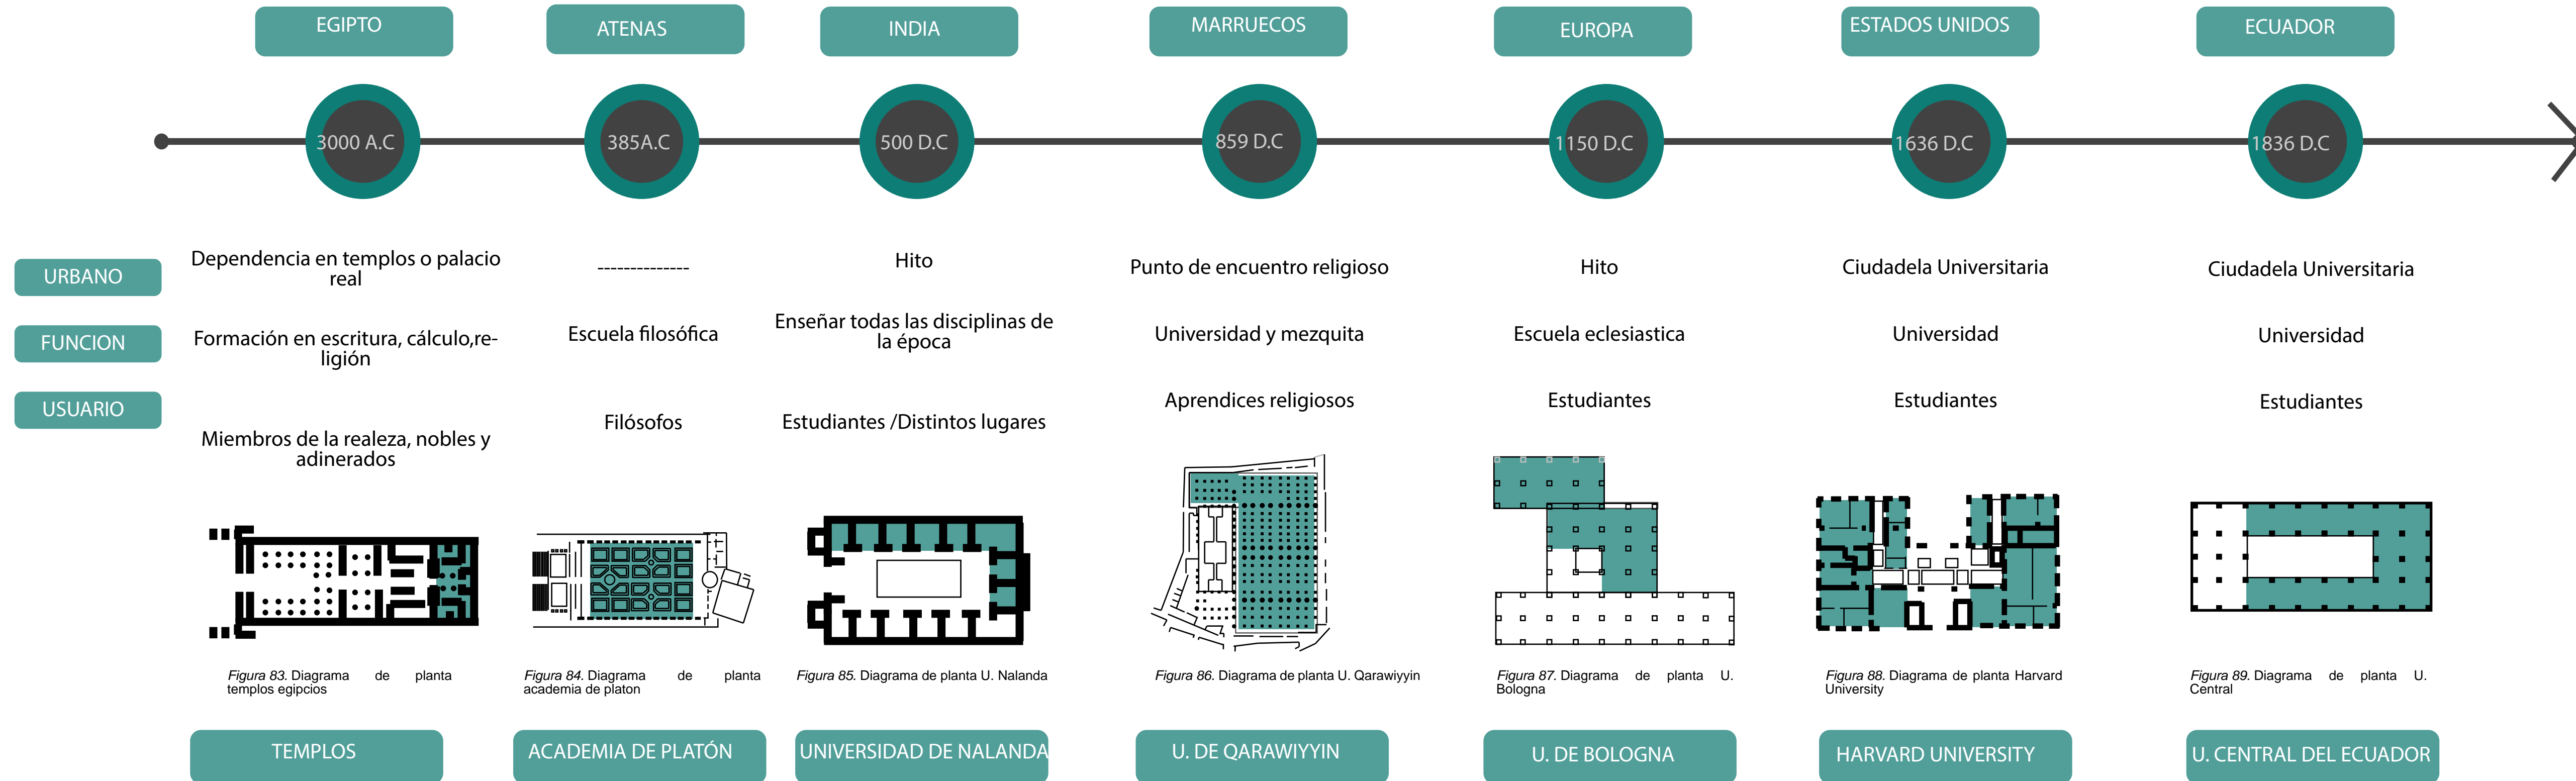 EGIPTO
ATENAS
INDIA
MARRUECOS
EUROPA
ESTADOS UNIDOS
ECUADOR
3000 A.C
385A.C
500 D.C
859 D.C
1150 D.C
1636 D.C
1836 D.C
URBANO
Dependencia en templos o palacio
real
--------------
Hito
Punto de encuentro religioso
Hito
Ciudadela Universitaria
Ciudadela Universitaria
FUNCION
Formación en escritura, cálculo,re-
ligión
Escuela filosófica
Enseñar todas las disciplinas de
la época
Universidad y mezquita
Escuela eclesiastica
Universidad
Universidad
USUARIO
Miembros de la realeza, nobles y
adinerados
Filósofos
Estudiantes /Distintos lugares
Aprendices religiosos
Estudiantes
Estudiantes
Estudiantes
Figura 83. Diagrama de planta
templos egipcios
Figura 84. Diagrama de planta
academia de platon
Figura 85. Diagrama de planta U. Nalanda
Figura 86. Diagrama de planta U. Qarawiyyin
Figura 87. Diagrama de planta U.
Bologna
Figura 88. Diagrama de planta Harvard
University
Figura 89. Diagrama de planta U.
Central
TEMPLOS
ACADEMIA DE PLATÓN
UNIVERSIDAD DE NALANDA
U. DE QARAWIYYIN
U. DE BOLOGNA
HARVARD UNIVERSITY
U. CENTRAL DEL ECUADOR